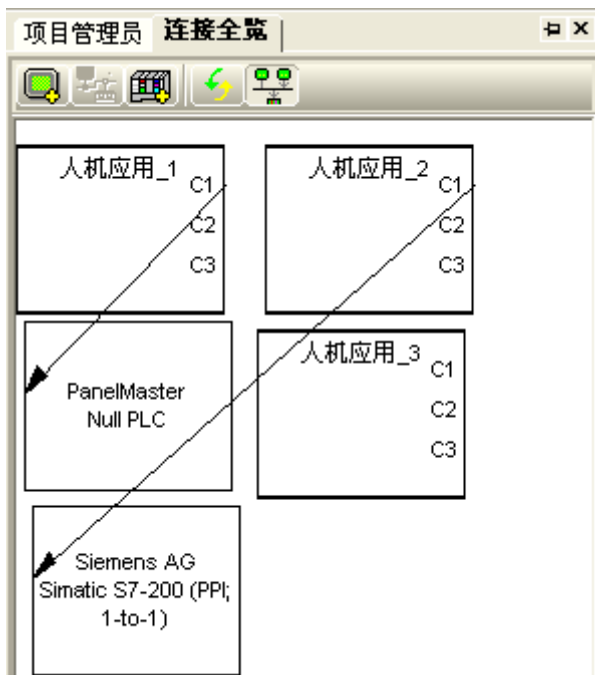 项目管理员 连接全览
人机应用_1 人机应用_2
C1 C1
C2 C2
C3 C3
PanelMaster
Null PLC
人机应用_3
C1
C2
C3
Siemens AG
Simatic S7-200 (PPI;
1-to-1)